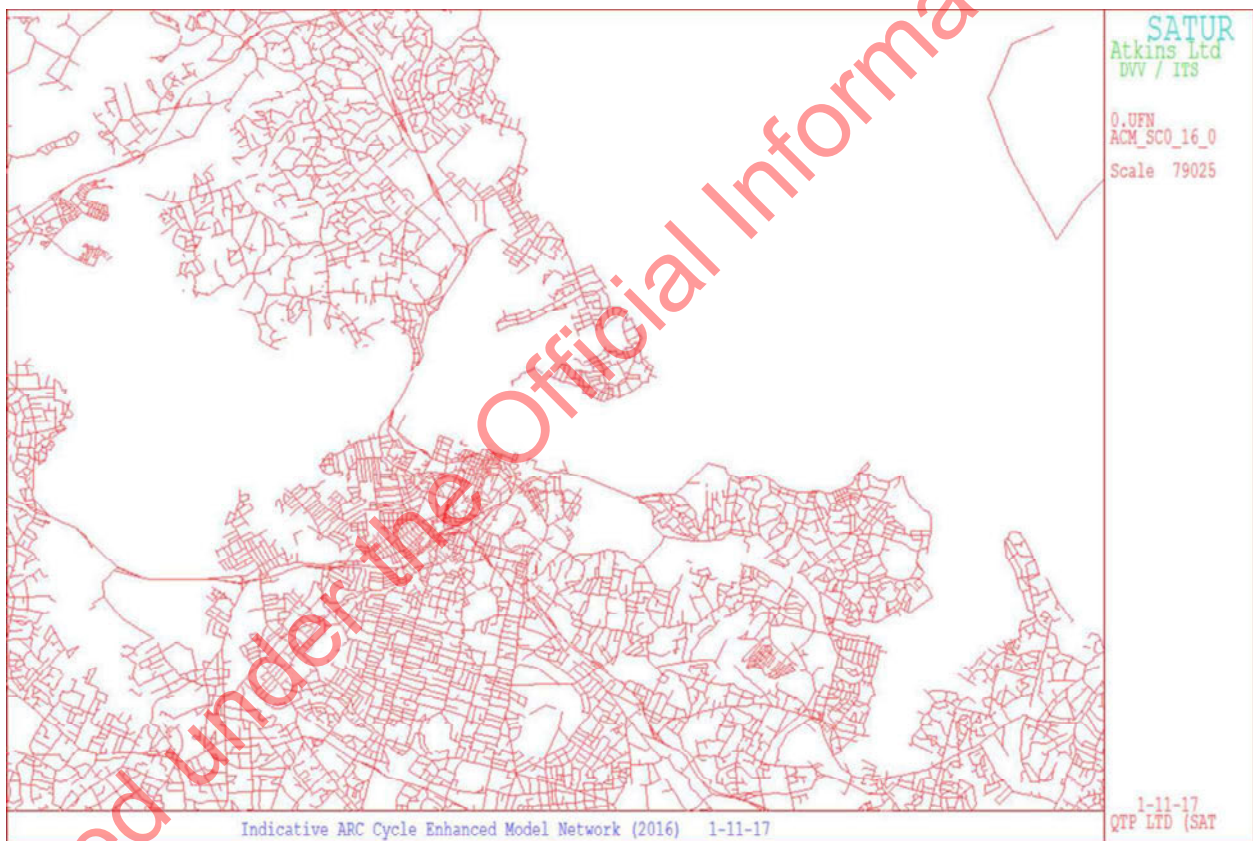 SATUR
Atkins Ltd
DVV / ITS
0.UFN
ACM_SC0_16_0
Scale 79025
ed under the Official Informa
1-11-17
QTP LTD (SAT
Indicative ARC Cycle Enhanced Model Network (2016) 1-11-17